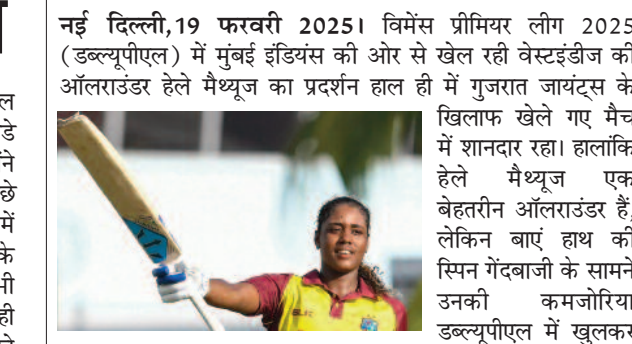 नई दिल्ली,19 फरवरी 2025। विमेंस प्रीमियर लीग 2025
(डब्ल्यूपीएल) में मुंबई इंडियंस की ओर से खेल रही वेस्टइंडीज की
ऑलराउंडर हेले मैथ्यूज का प्रदर्शन हाल ही में गुजरात जायंट्स के
खिलाफ खेले गए मैच
में शानदार रहा। हालांकि
हेले मैथ्यूज एक
बेहतरीन ऑलराउंडर हैं,
लेकिन बाएं हाथ की
स्पिन गेंदबाजी के सामने
उनकी कमजोरिया
डब्ल्यूपीएल में खुलकर